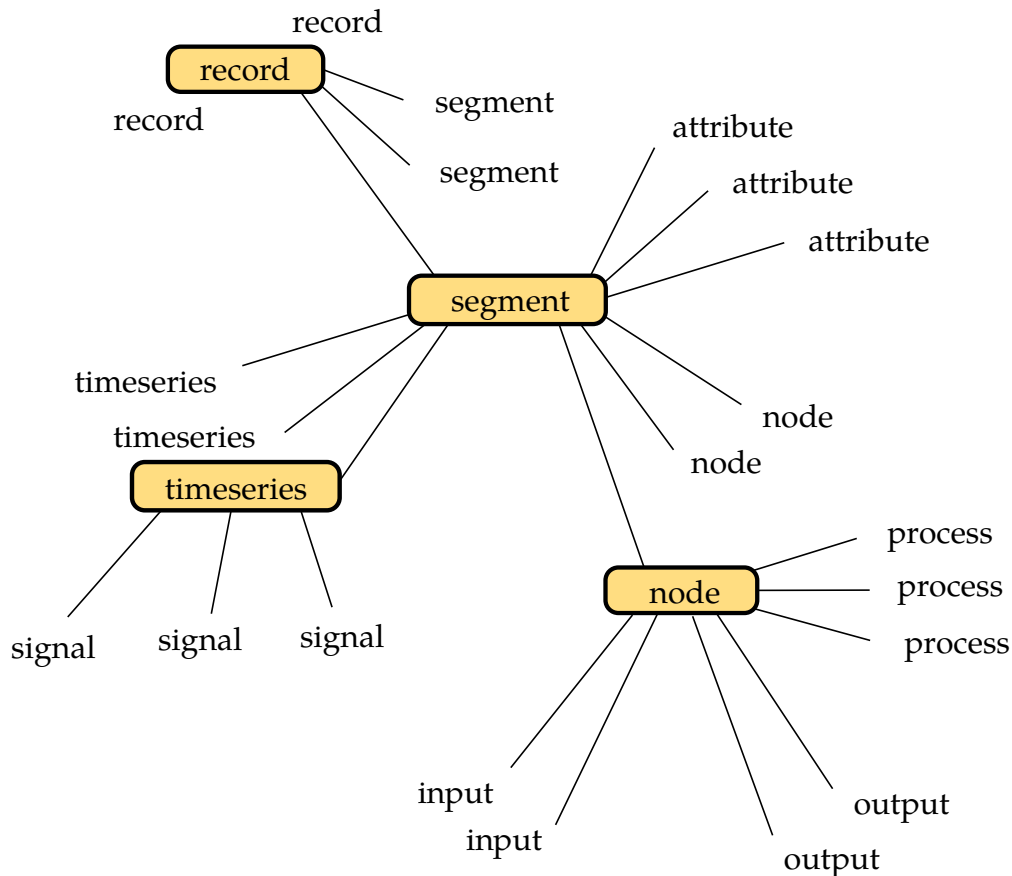 record
record
record
segment
segment
attribute
attribute
attribute
segment
timeseries
timeseries
timeseries
node
node
signal
signal
signal
node
process
process
process
input
input
output
output